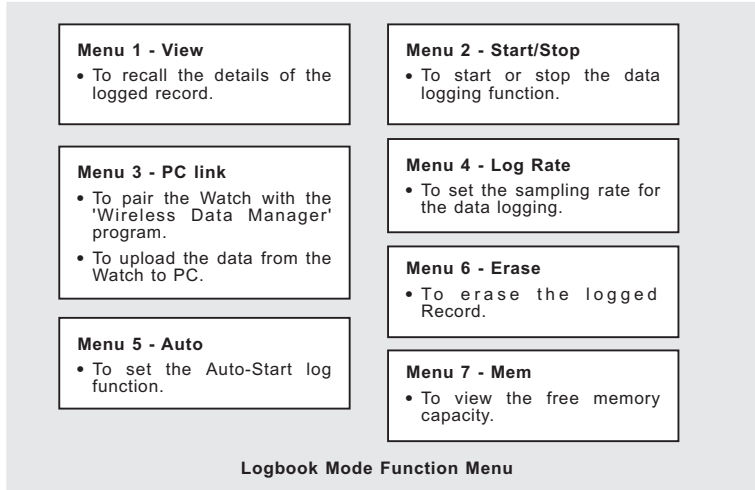 Menu 1 - View
• To recall the details of the
logged record.
Menu 2 - Start/Stop
• To start or stop the data
logging function.
Menu 3 - PC link
• To pair the Watch with the
'Wireless Data Manager'
program.
• To upload the data from the
Watch to PC.
Menu 4 - Log Rate
• To set the sampling rate for
the data logging.
Menu 5 - Auto
• To set the Auto-Start log
function.
Menu 6 - Erase
• To erase the logged
Record.
Menu 7 - Mem
• To view the free memory
capacity.
Logbook Mode Function Menu